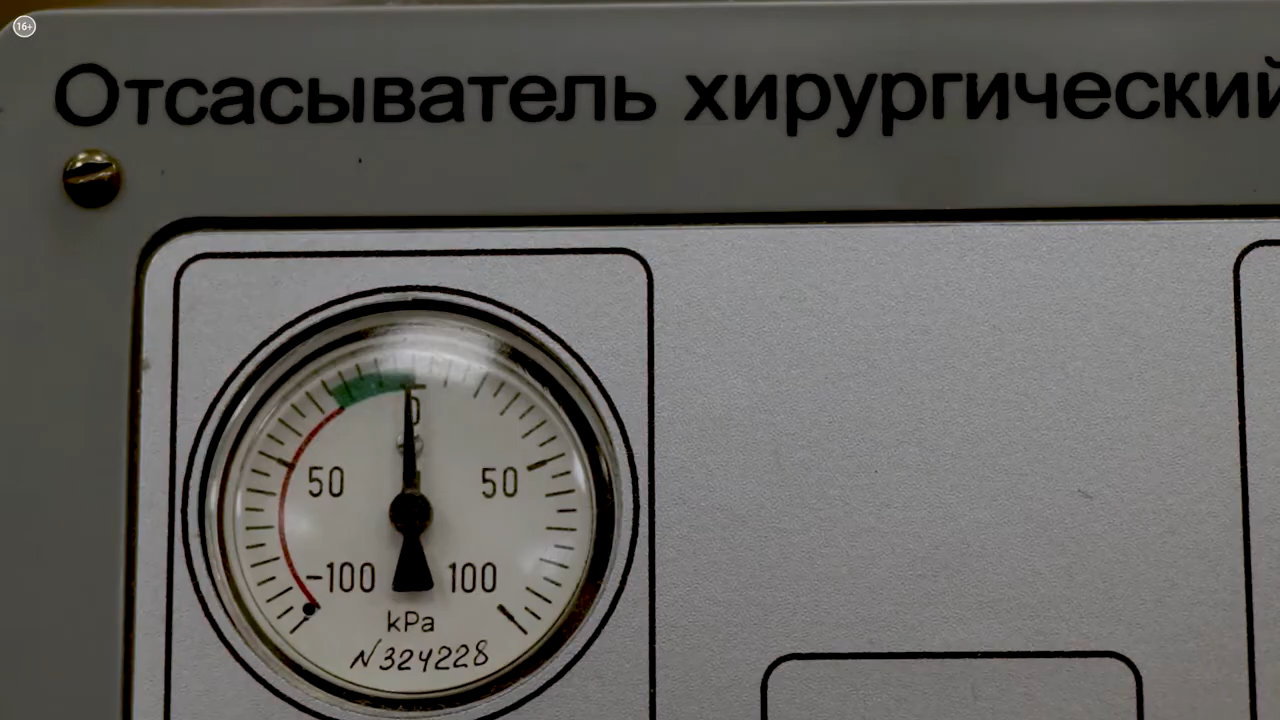 16+
Отсасыватель хирургический
0
50 50
-100 100
kPa
N324228